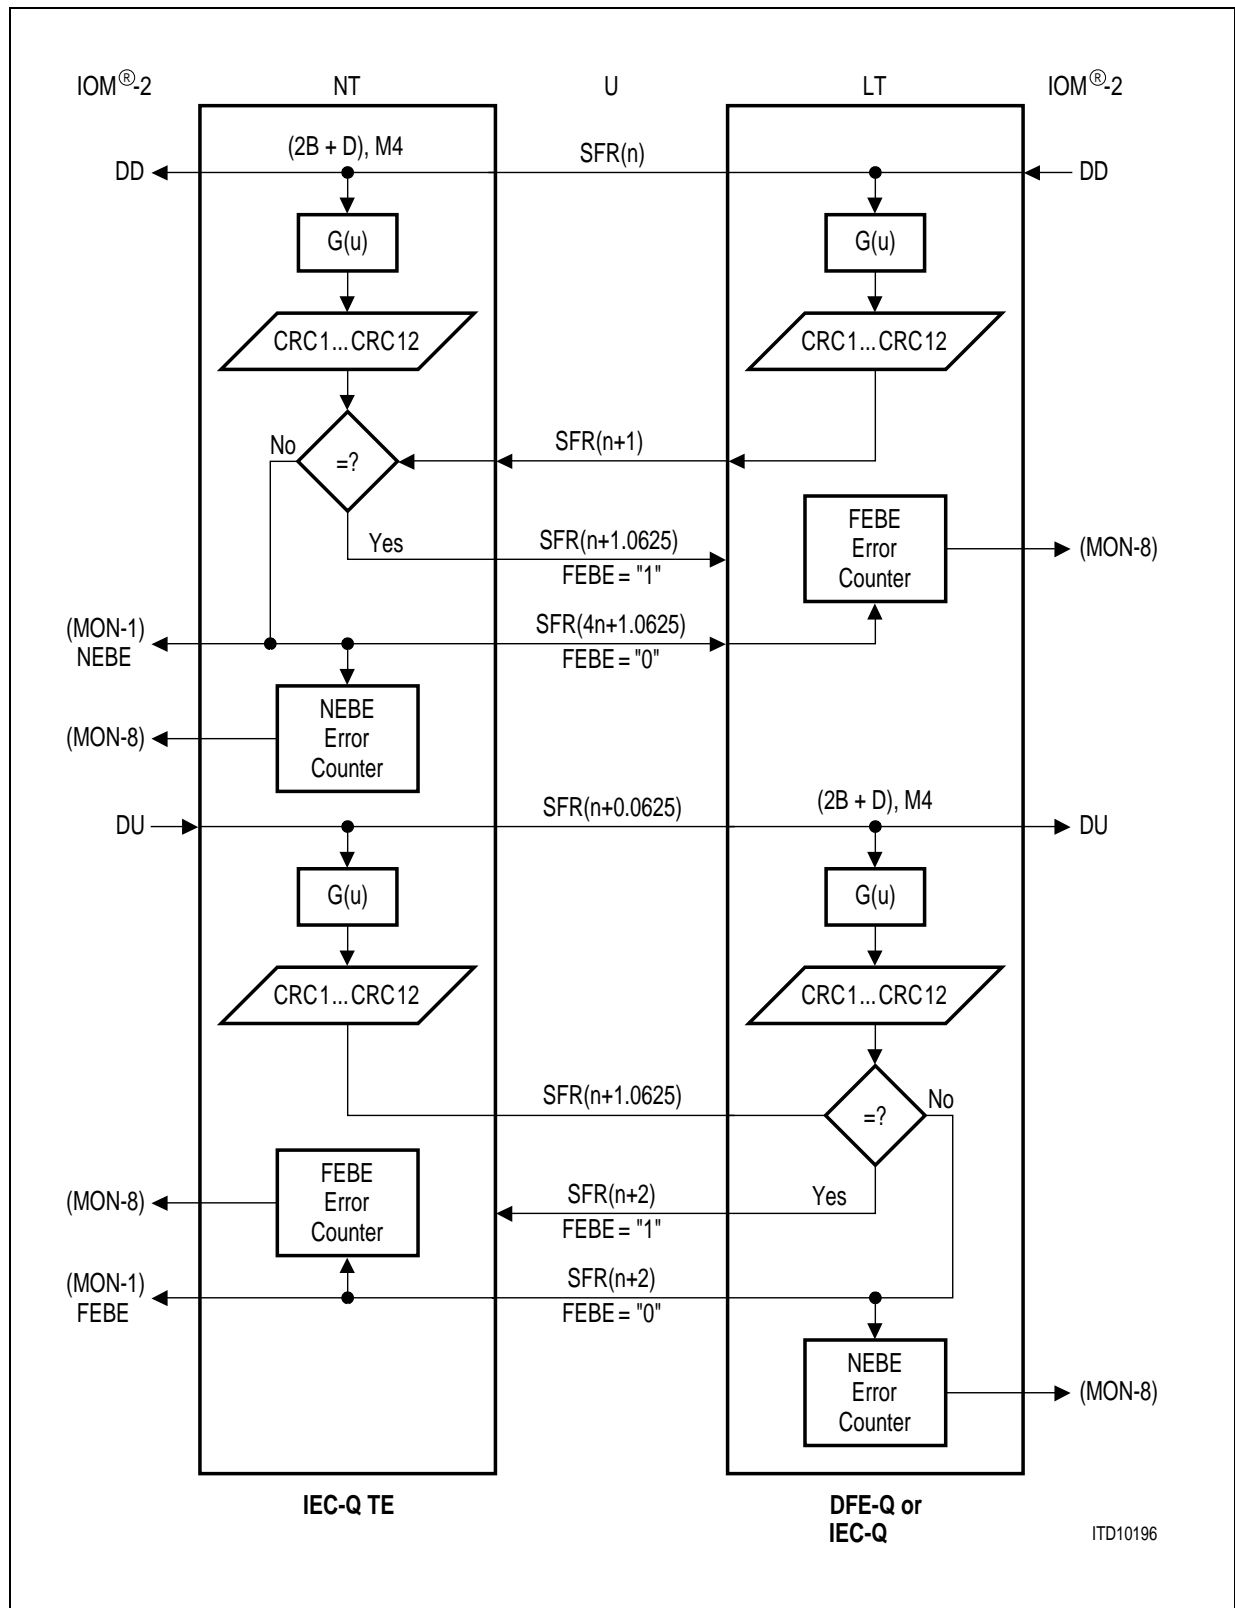 IOM®-2 NT U LT IOM®-2
(2B + D), M4
SFR(n)
DD
DD
G(u)
G(u)
CRC1...CRC12
CRC1...CRC12
No
=?
SFR(n+1)
Yes
SFR(n+1.0625)
FEBE = "1"
FEBE
Error
Counter
(MON-8)
(MON-1)
NEBE
SFR(4n+1.0625)
FEBE = "0"
NEBE
Error
Counter
(MON-8)
DU
SFR(n+0.0625)
(2B + D), M4
DU
G(u)
G(u)
CRC1...CRC12
CRC1...CRC12
SFR(n+1.0625)
=?
No
FEBE
Error
Counter
(MON-8)
SFR(n+2)
FEBE = "1"
Yes
(MON-1)
FEBE
SFR(n+2)
FEBE = "0"
NEBE
Error
Counter
(MON-8)
IEC-Q TE
DFE-Q or
IEC-Q
ITD10196